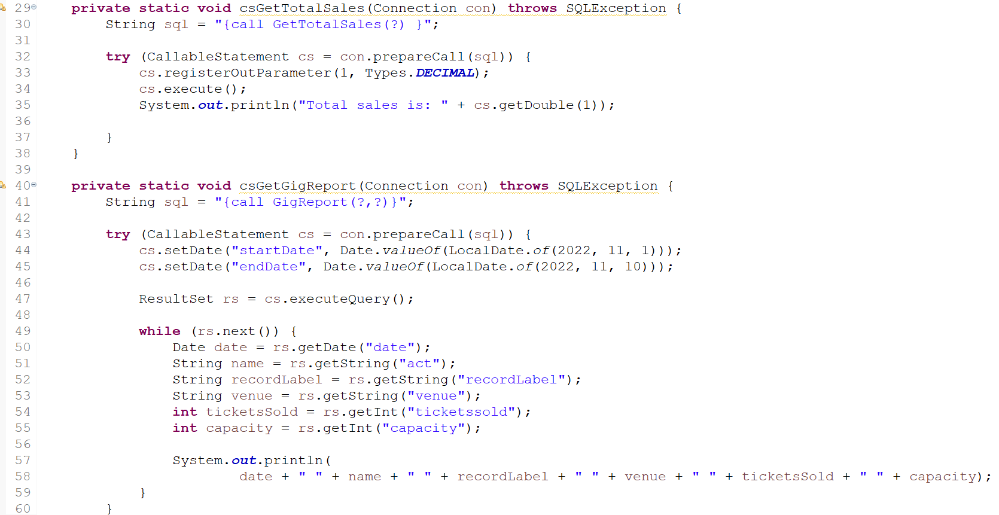 29 private static void csGetTotalSales(Connection con) throws SQLException {
30 String sql = "{call GetTotalSales(?) }";
31
32 try (CallableStatement cs = con.prepareCall(sql)) {
33 cs.registerOutParameter(1, Types.DECIMAL);
34 cs.execute();
35 System.out.println("Total sales is: " + cs.getDouble(1));
36
37 }
38 }
39
40 private static void csGetGigReport(Connection con) throws SQLException {
41 String sql = "{call GigReport(?,?)}";
42
43 try (CallableStatement cs = con.prepareCall(sql)) {
44 cs.setDate("startDate", Date.valueOf(LocalDate.of(2022, 11, 1)));
45 cs.setDate("endDate", Date.valueOf(LocalDate.of(2022, 11, 10)));
46
47 ResultSet rs = cs.executeQuery();
48
49 while (rs.next()) {
50 Date date = rs.getDate("date");
51 String name = rs.getString("act");
52 String recordLabel = rs.getString("recordLabel");
53 String venue = rs.getString("venue");
54 int ticketsSold = rs.getInt("ticketssold");
55 int capacity = rs.getInt("capacity");
56
57 System.out.println(
58 date + " " + name + " " + recordLabel + " " + venue + " " + ticketsSold + " " + capacity);
59 }
60 }